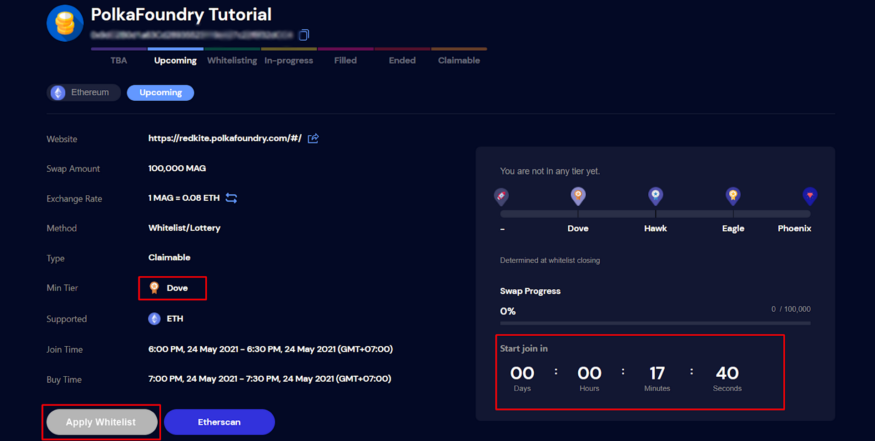 PolkaFoundry Tutorial
TBA Upcoming Whitelisting In-progress Filled Ended Claimable
Ethereum Upcoming
Website https://redkite.polkafoundry.com/#/
Swap Amount 100,000 MAG
Exchange Rate 1 MAG = 0.08 ETH
Method Whitelist/Lottery
Type Claimable
Min Tier Dove
Supported ETH
Join Time 6:00 PM, 24 May 2021 - 6:30 PM, 24 May 2021 (GMT+07:00)
Buy Time 7:00 PM, 24 May 2021 - 7:30 PM, 24 May 2021 (GMT+07:00)
Apply Whitelist Etherscan
You are not in any tier yet.
- Dove Hawk Eagle Phoenix
Determined at whitelist closing
Swap Progress
0% 0 / 100,000
Start join in
00 : 00 : 17 : 40
Days Hours Minutes Seconds